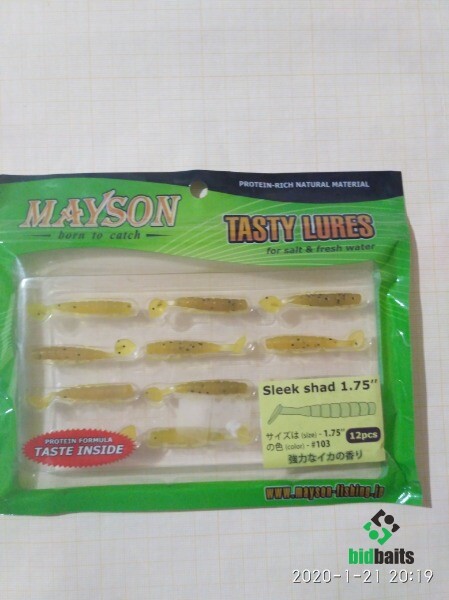 PROTEIN-RICH NATURAL MATERIAL
MAYSON
born to catch
TASTY LURES
for salt & fresh water
Sleek shad 1.75"
サイズは (size) - 1.75"
の色 (color) - #103
12pcs
強力なイカの香り
PROTEIN FORMULA
TASTE INSIDE
www.mayson-fishing.jp
bidbaits
2020-1-21 20:19